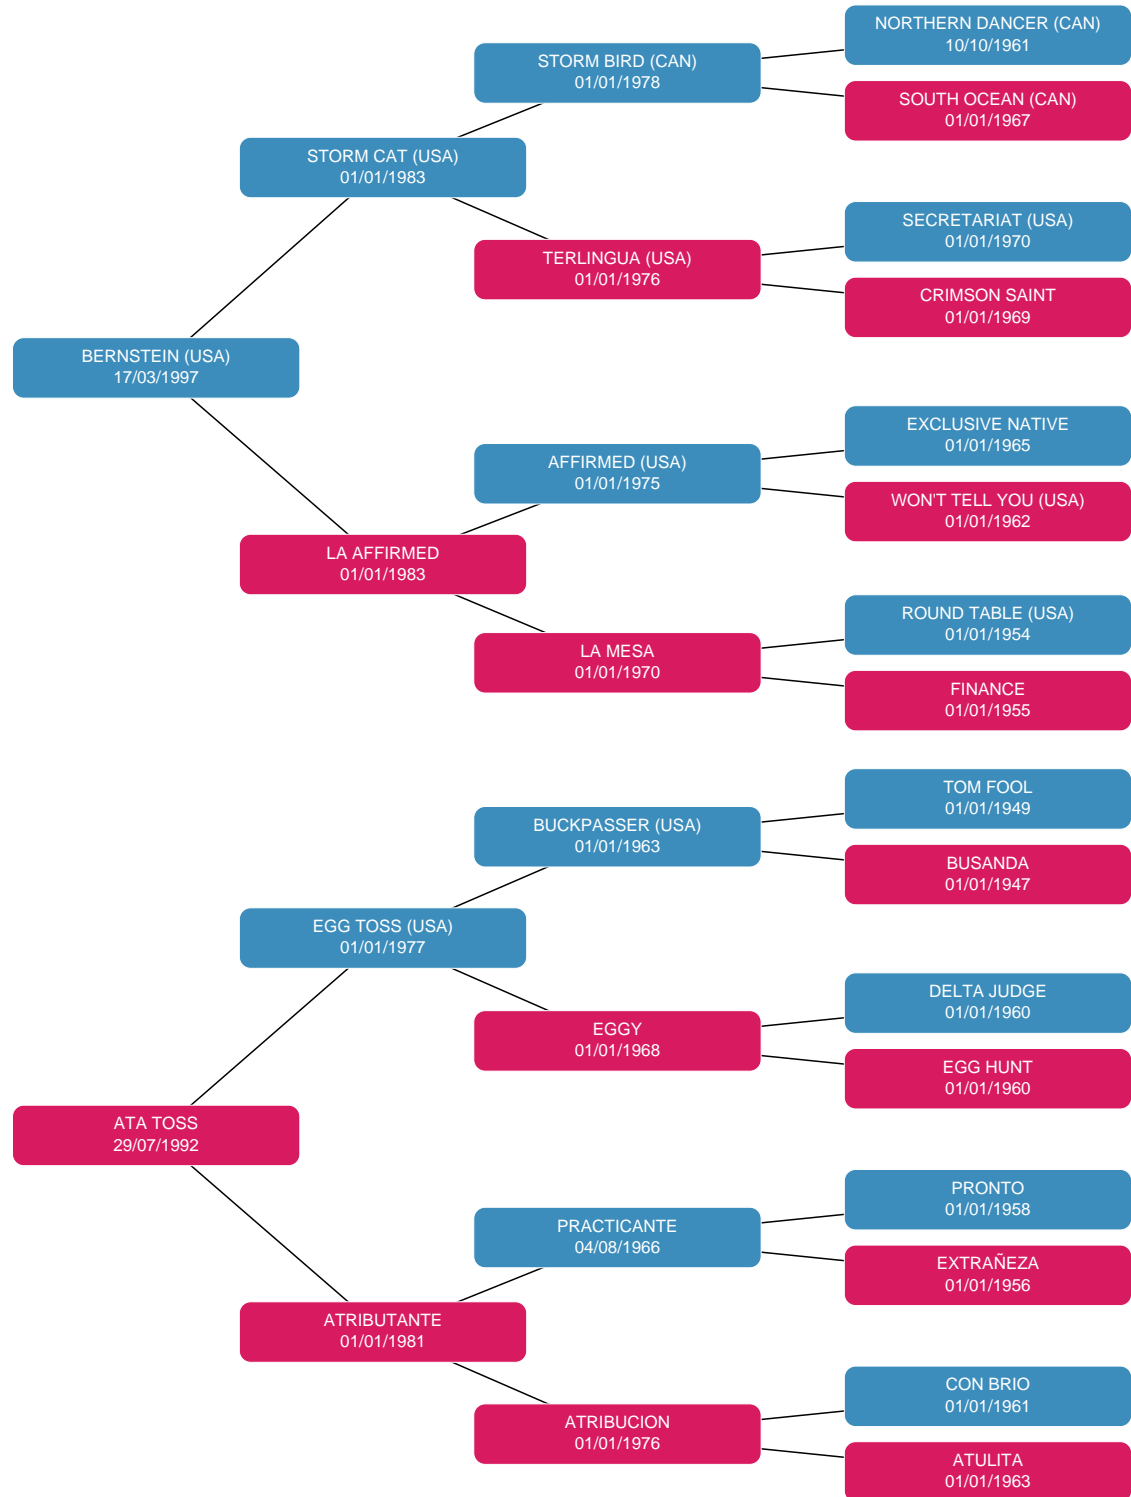 NORTHERN DANCER (CAN)
10/10/1961
STORM BIRD (CAN)
01/01/1978
SOUTH OCEAN (CAN)
01/01/1967
STORM CAT (USA)
01/01/1983
SECRETARIAT (USA)
01/01/1970
TERLINGUA (USA)
01/01/1976
CRIMSON SAINT
01/01/1969
BERNSTEIN (USA)
17/03/1997
EXCLUSIVE NATIVE
01/01/1965
AFFIRMED (USA)
01/01/1975
WON'T TELL YOU (USA)
01/01/1962
LA AFFIRMED
01/01/1983
ROUND TABLE (USA)
01/01/1954
LA MESA
01/01/1970
FINANCE
01/01/1955
TOM FOOL
01/01/1949
BUCKPASSER (USA)
01/01/1963
BUSANDA
01/01/1947
EGG TOSS (USA)
01/01/1977
DELTA JUDGE
01/01/1960
EGGY
01/01/1968
EGG HUNT
01/01/1960
ATA TOSS
29/07/1992
PRONTO
01/01/1958
PRACTICANTE
04/08/1966
EXTRAÑEZA
01/01/1956
ATRIBUTANTE
01/01/1981
CON BRIO
01/01/1961
ATRIBUCION
01/01/1976
ATULITA
01/01/1963